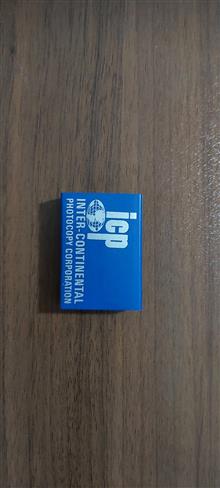 icp
INTER-CONTINENTAL
PHOTOCOPY CORPORATION